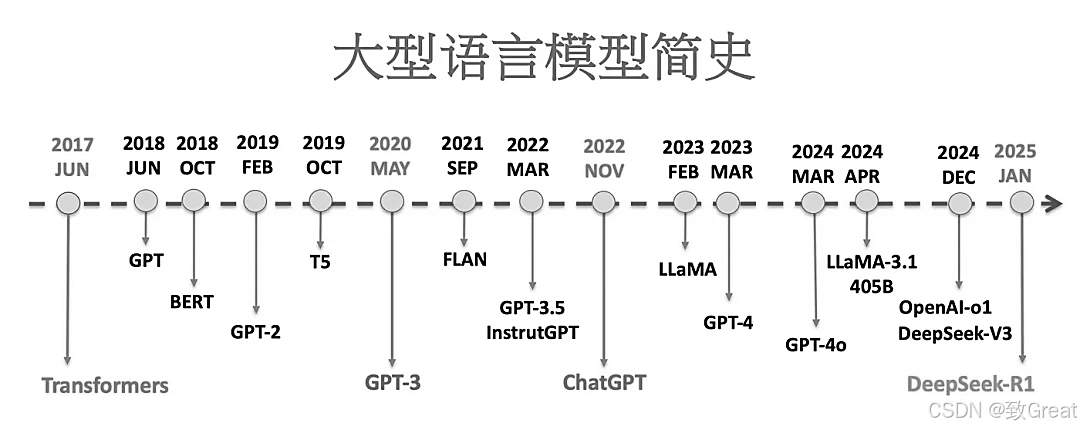 大型语言模型简史
2017 2018 2018 2019 2019 2020 2021 2022 2022 2023 2023 2024 2024 2024 2025
JUN JUN OCT FEB OCT MAY SEP MAR NOV FEB MAR MAR APR DEC JAN
GPT T5 FLAN LLaMA LLaMA-3.1
405B
BERT GPT-3.5 OpenAI-o1
InstrutGPT DeepSeek-V3
GPT-2 GPT-4 GPT-4o
Transformers GPT-3 ChatGPT DeepSeek-R1
CSDN @致Great